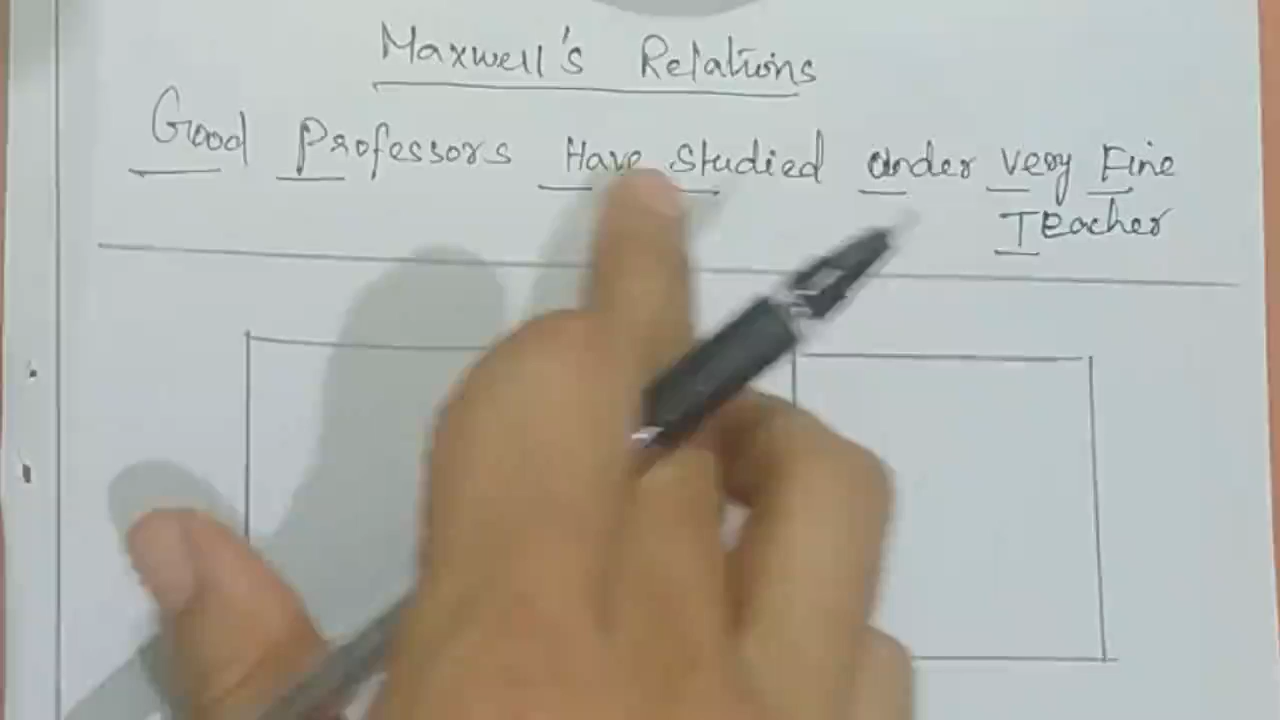 Maxwell's Relations
Good Professors Have Studied under very Fine
Teacher